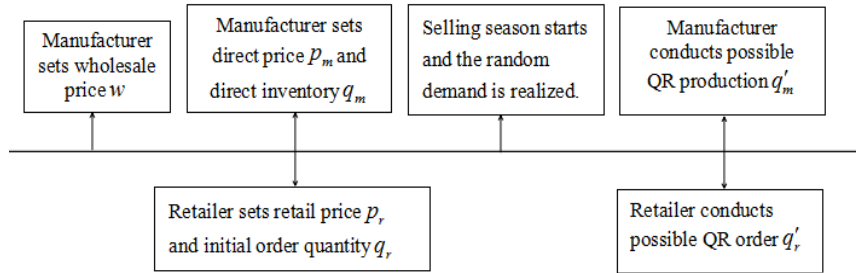 Manufacturer
sets wholesale
price w
Manufacturer sets
direct price p_m and
direct inventory q_m
Selling season starts
and the random
demand is realized.
Manufacturer
conducts possible
QR production q′_m
Retailer sets retail price p_r
and initial order quantity q_r
Retailer conducts
possible QR order q′_r